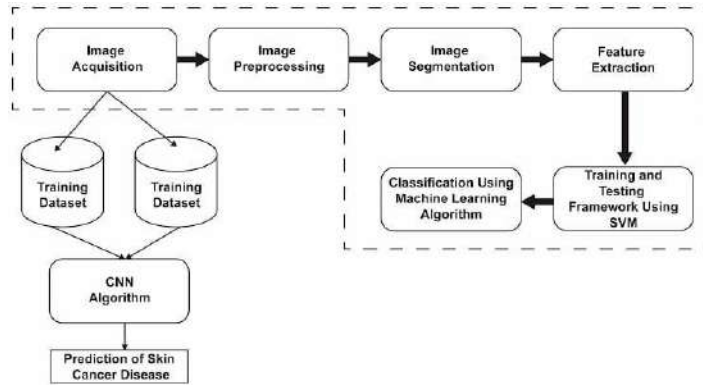 Image
Acquisition
Image
Preprocessing
Image
Segmentation
Feature
Extraction
Training
Dataset
Training
Dataset
Classification Using
Machine Learning
Algorithm
Training and
Testing
Framework Using
SVM
CNN
Algorithm
Prediction of Skin
Cancer Disease